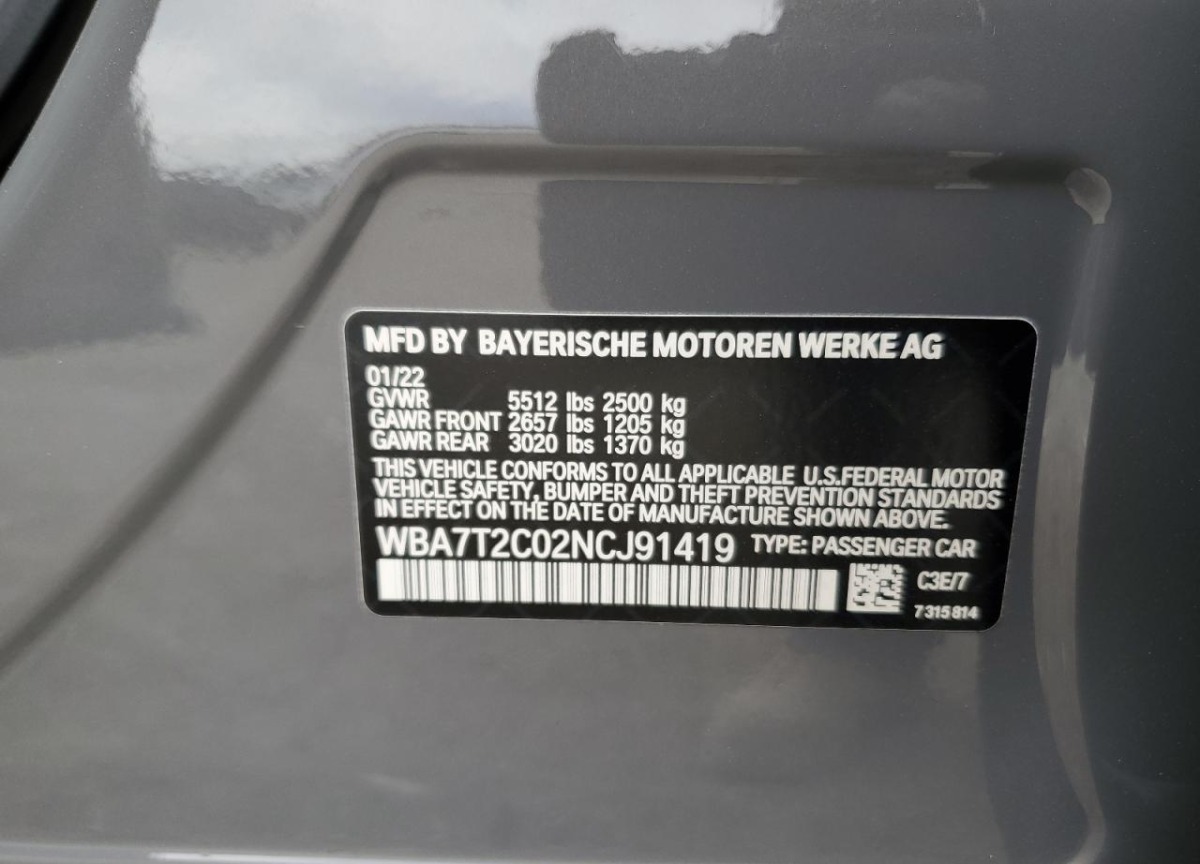 MFD BY BAYERISCHE MOTOREN WERKE AG
01/22
GVWR 5512 lbs 2500 kg
GAWR FRONT 2657 lbs 1205 kg
GAWR REAR 3020 lbs 1370 kg
THIS VEHICLE CONFORMS TO ALL APPLICABLE U.S.FEDERAL MOTOR
VEHICLE SAFETY, BUMPER AND THEFT PREVENTION STANDARDS
IN EFFECT ON THE DATE OF MANUFACTURE SHOWN ABOVE.
WBA7T2C02NCJ91419 TYPE: PASSENGER CAR
C3E/7
7 315 814